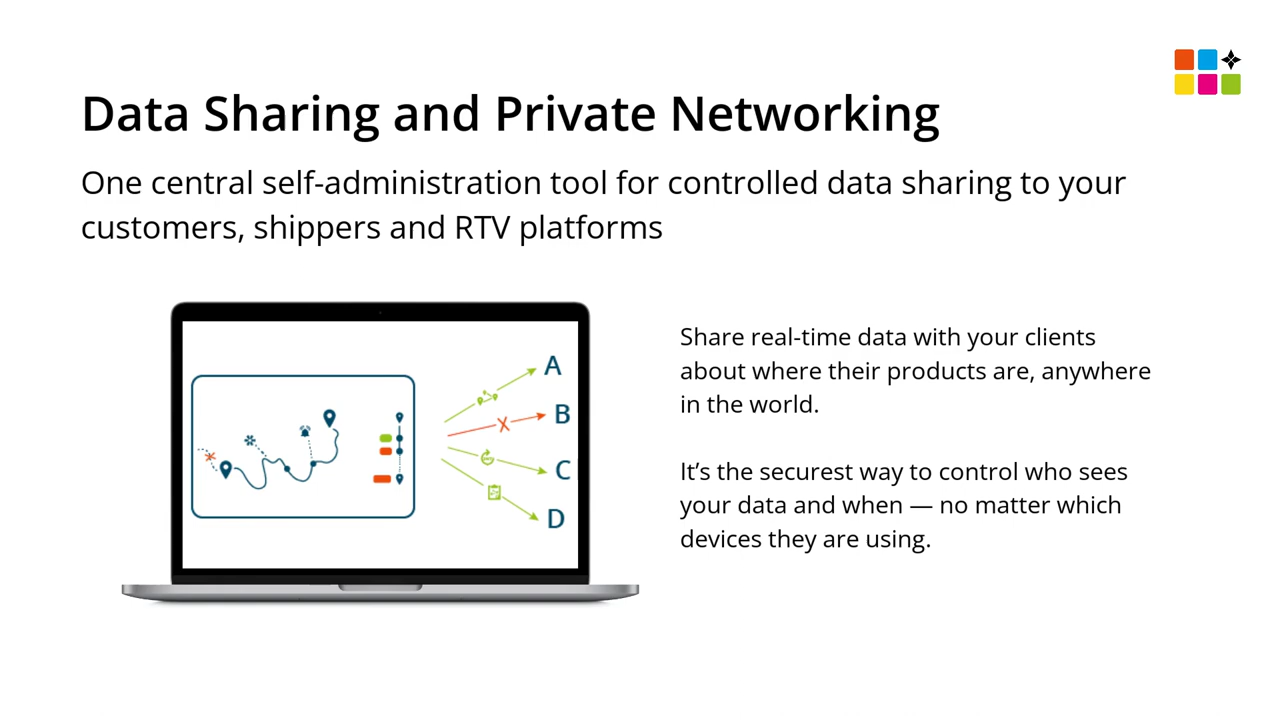 Data Sharing and Private Networking
One central self-administration tool for controlled data sharing to your
customers, shippers and RTV platforms
A
B
C
D
Share real-time data with your clients
about where their products are, anywhere
in the world.
It’s the securest way to control who sees
your data and when — no matter which
devices they are using.